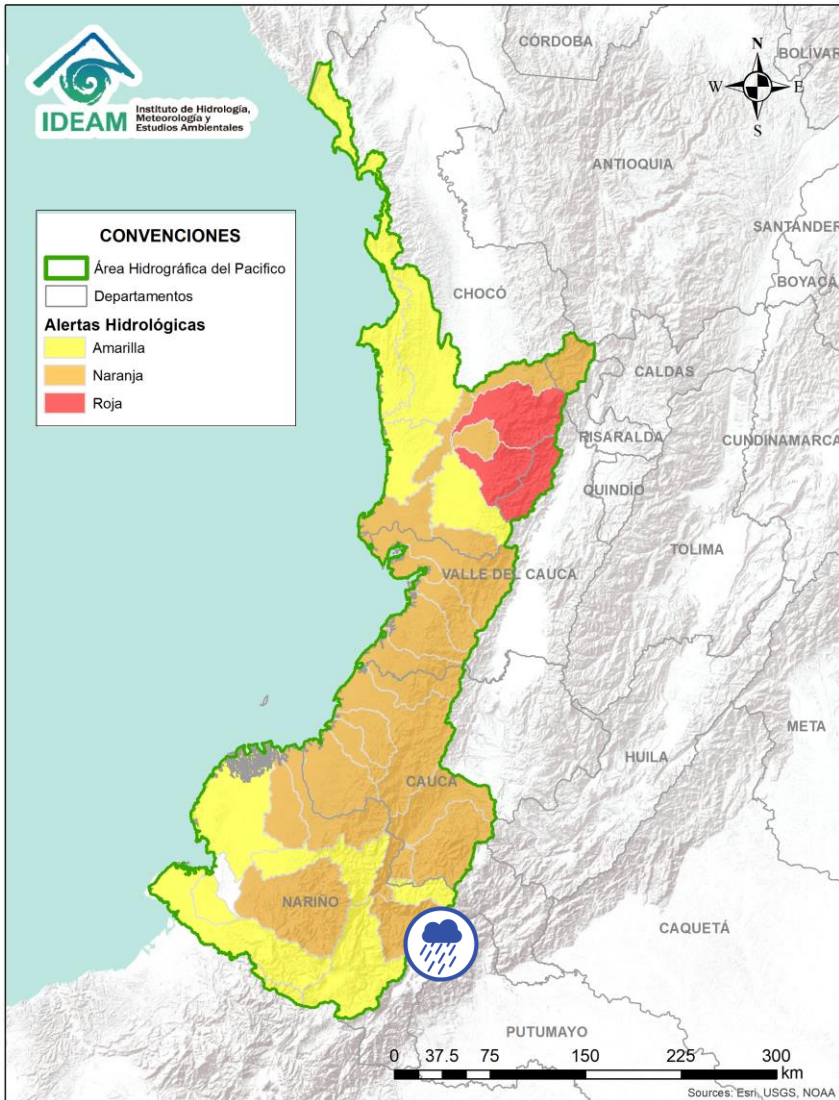 IDEAM
Instituto de Hidrología,
Meteorología y
Estudios Ambientales
CÓRDOBA
BOLÍVAR
N
W
E
S
ANTIOQUIA
SANTANDER
BOYACÁ
CONVENCIONES
Área Hidrográfica del Pacifico
Departamentos
Alertas Hidrológicas
Amarilla
Naranja
Roja
CHOCÓ
CALDAS
RISARALDA
CUNDINAMARCA
QUINDÍO
TOLIMA
VALLE DEL CAUCA
META
HUILA
CAUCA
NARIÑO
CAQUETÁ
PUTUMAYO
0 37.5 75 150 225 300
km
Sources: Esri, USGS, NOAA